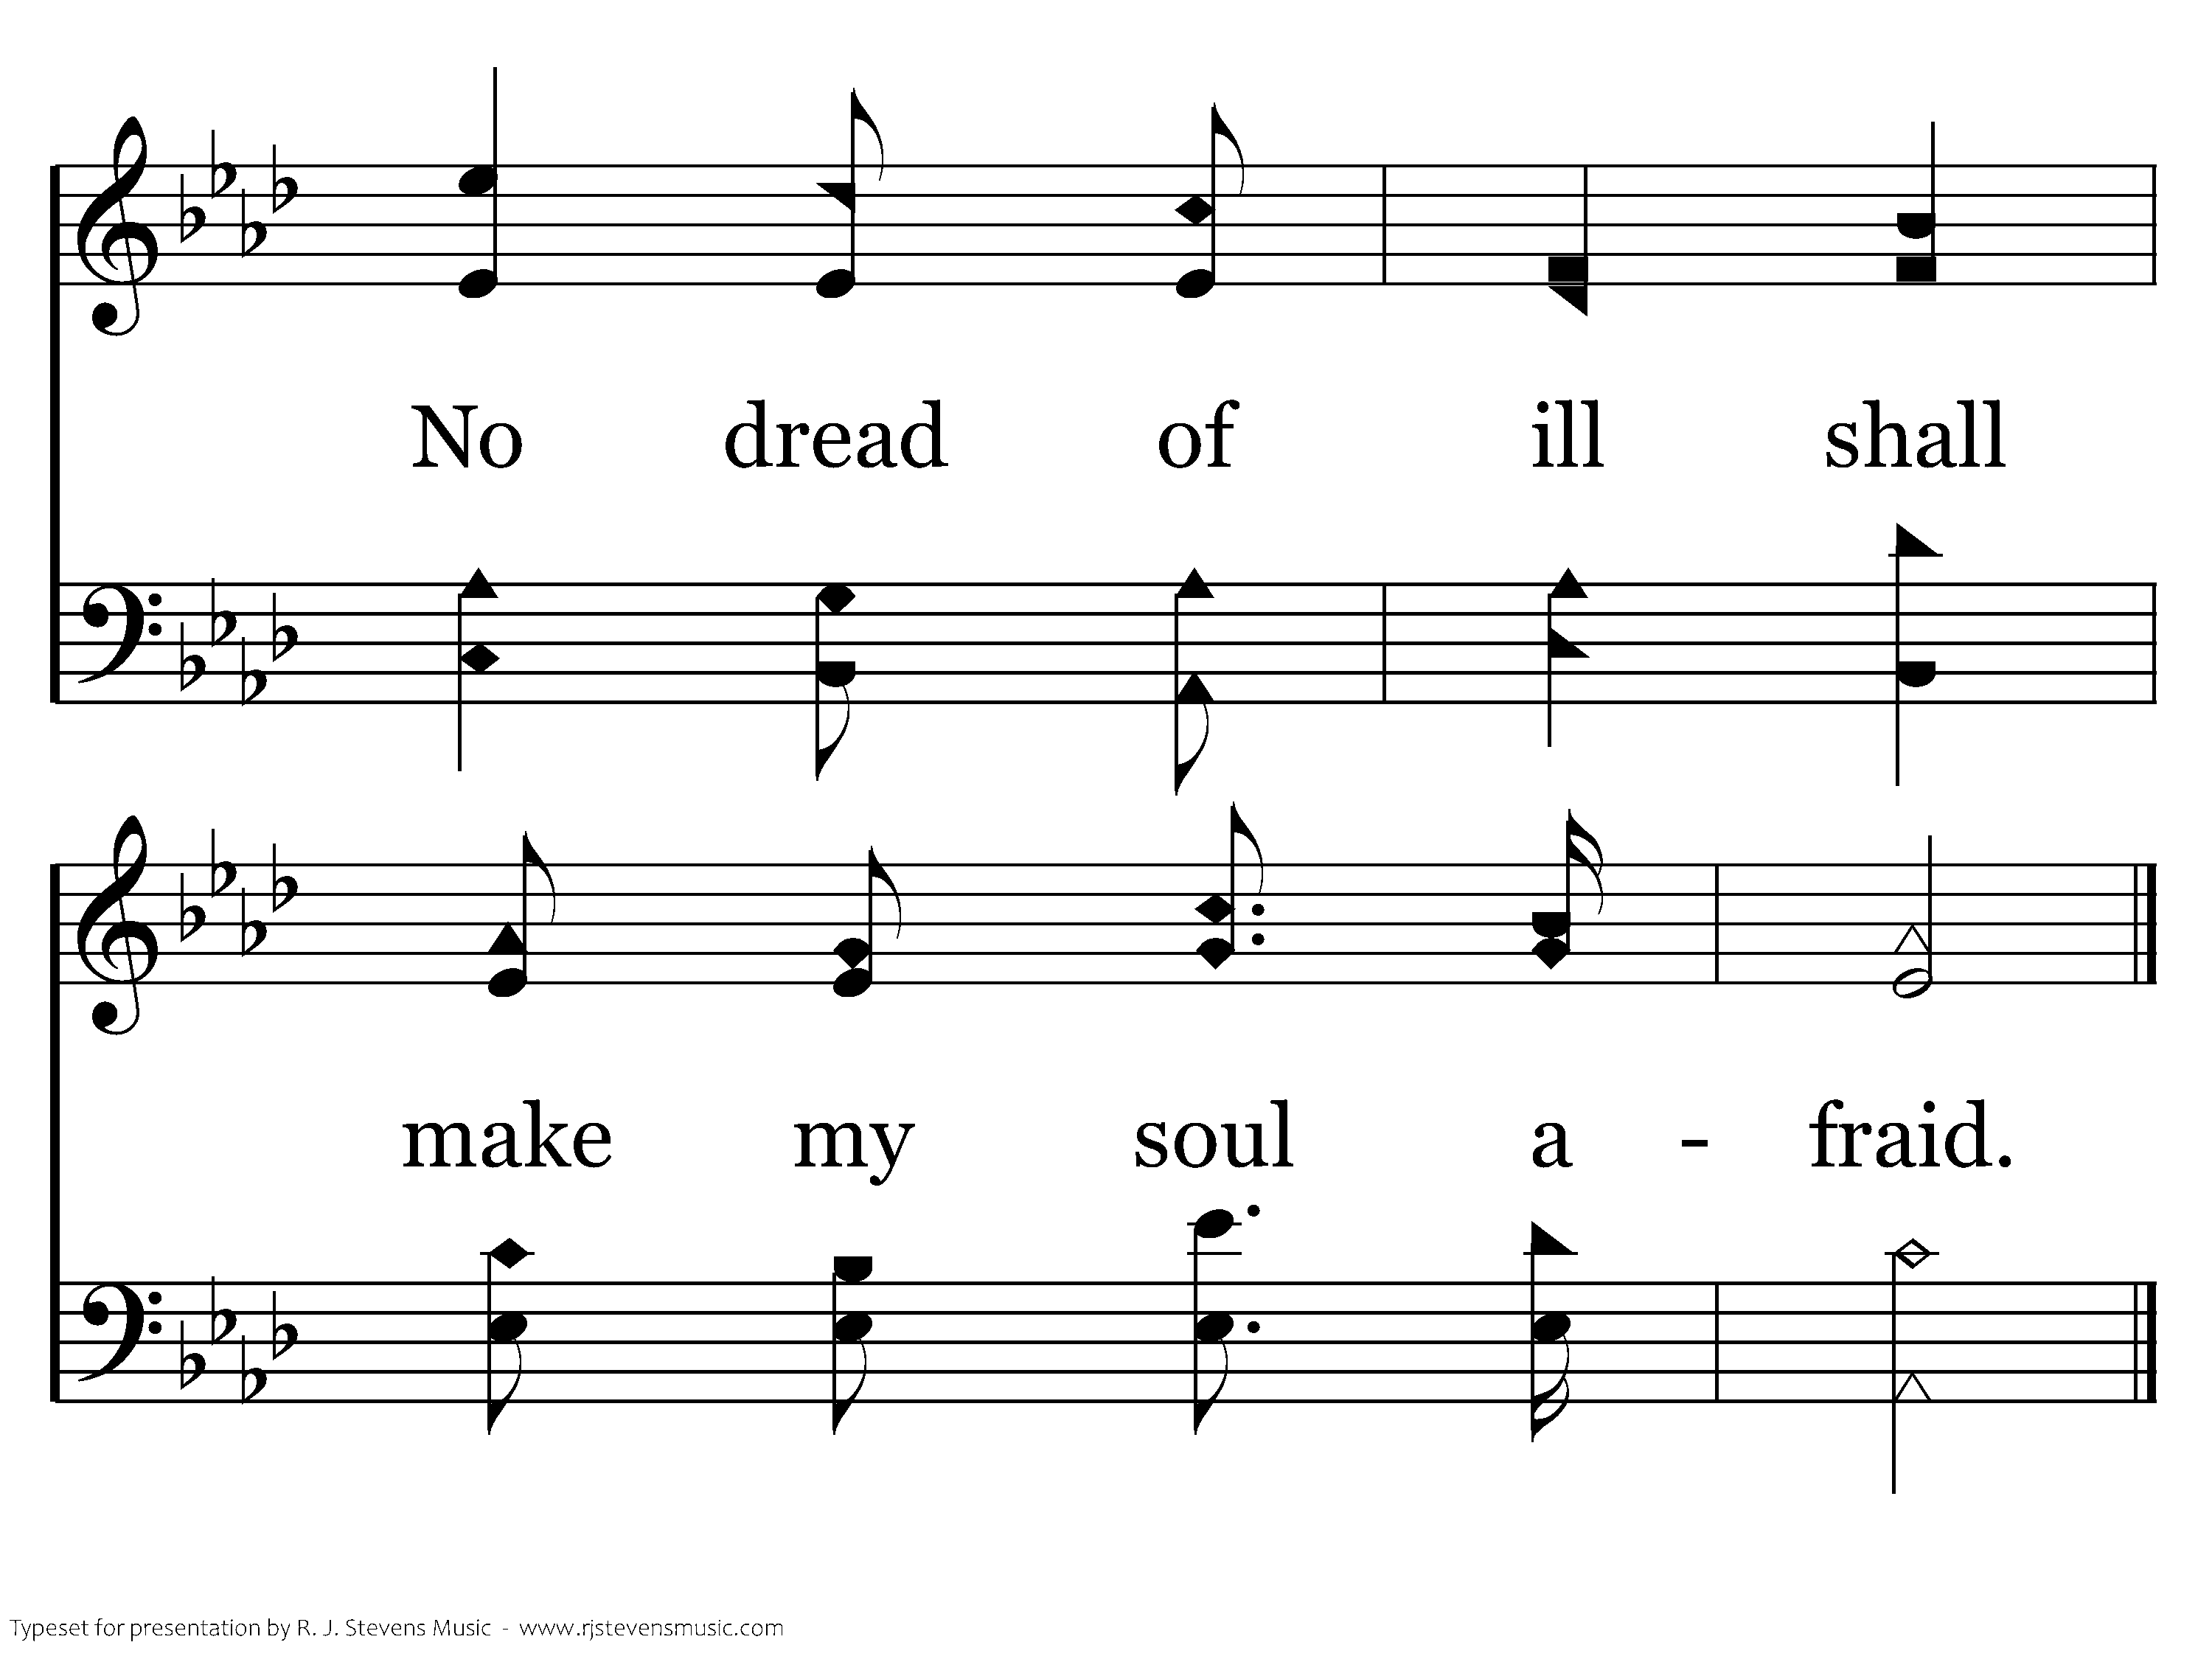 No dread of ill shall
make my soul a - fraid.
Typeset for presentation by R. J. Stevens Music - www.rjstevensmusic.com